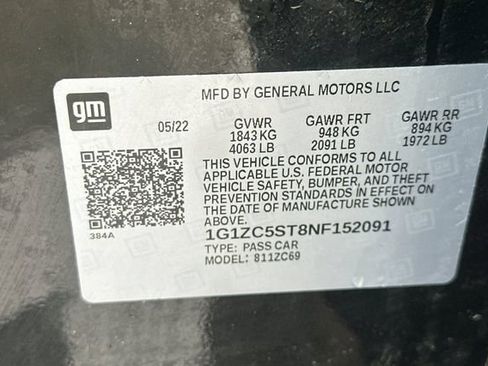 gm
MFD BY GENERAL MOTORS LLC
05/22 GVWR GAWR FRT GAWR RR
1843 KG 948 KG 894 KG
4063 LB 2091 LB 1972 LB
THIS VEHICLE CONFORMS TO ALL
APPLICABLE U.S. FEDERAL MOTOR
VEHICLE SAFETY, BUMPER, AND THEFT
PREVENTION STANDARDS IN EFFECT ON
THE DATE OF MANUFACTURE SHOWN
ABOVE.
384A
1G1ZC5ST8NF152091
TYPE: PASS CAR
MODEL: 811ZC69